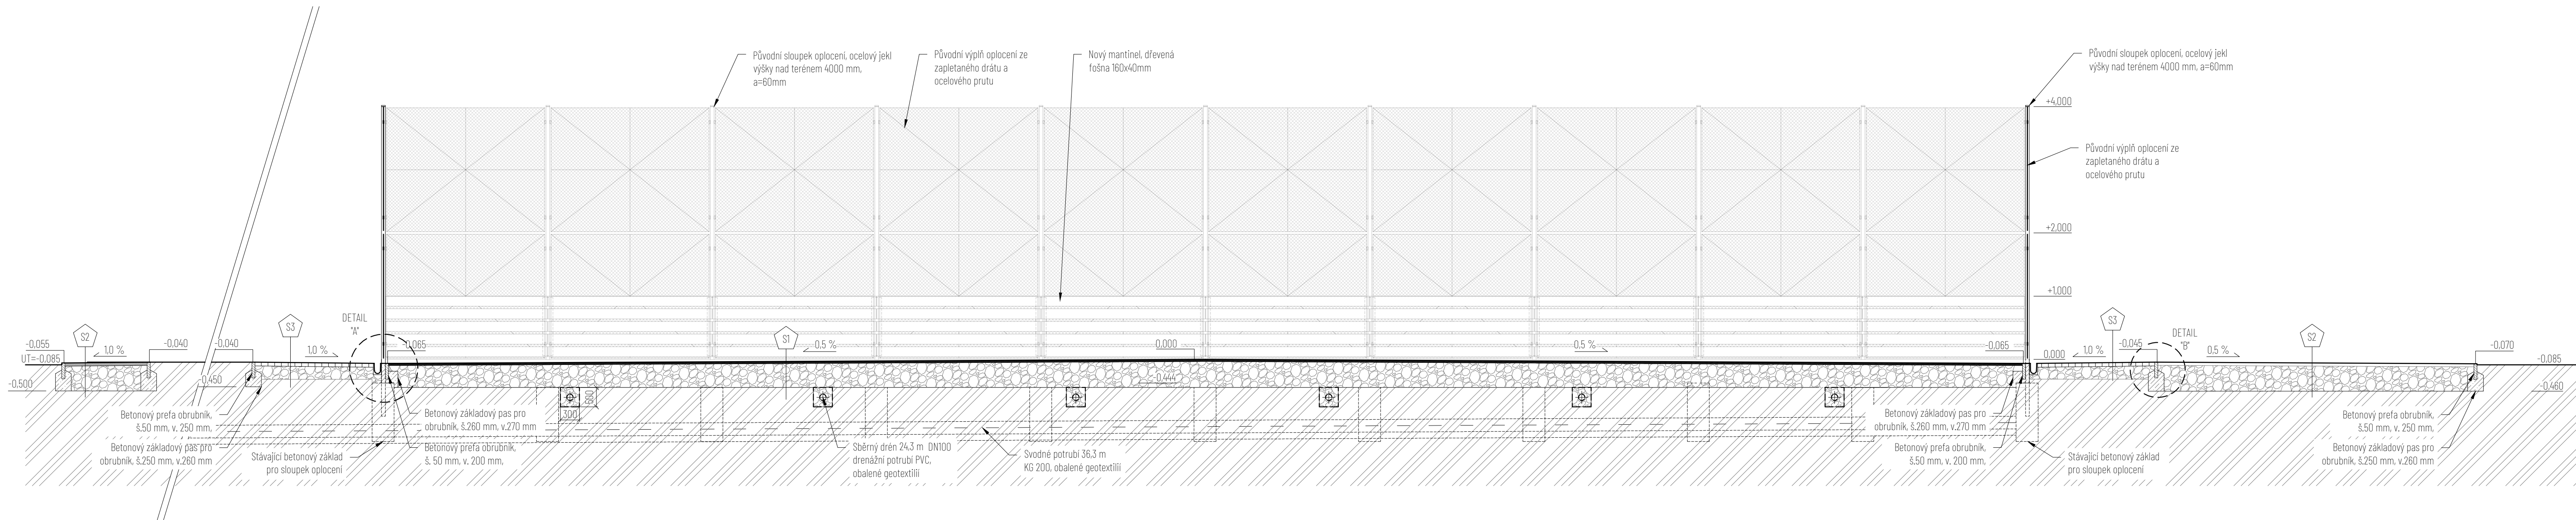 Původní sloupek oplocení, ocelový jekl
výšky nad terénem 4000 mm,
a=60mm
Původní výplň oplocení ze
zapletaného drátu a
ocelového prutu
Nový mantinel, dřevená
fošna 160x40mm
Původní sloupek oplocení, ocelový jekl
výšky nad terénem 4000 mm, a=60mm
+4,000
Původní výplň oplocení ze
zapletaného drátu a
ocelového prutu
+2,000
+1,000
DETAIL
"A"
DETAIL
"B"
S2
S3
S1
S3
S2
-0,055
UT=-0,085
1,0 %
-0,040
-0,040
1,0 %
-0,065
0,5 %
0,000
0,5 %
-0,065
0,000
1,0 %
-0,045
0,5 %
-0,070
-0,085
-0,500
-0,450
-0,444
-0,460
600
300
Betonový prefa obrubník,
š.50 mm, v. 250 mm,
Betonový základový pas pro
obrubník, š.250 mm, v.260 mm
Stávající betonový základ
pro sloupek oplocení
Betonový základový pas pro
obrubník, š.260 mm, v.270 mm
Betonový prefa obrubník,
š. 50 mm, v. 200 mm,
Sběrný drén 24,3 m DN100
drenážní potrubí PVC,
obalené geotextilií
Svodné potrubí 36,3 m
KG 200, obalené geotextilií
Betonový základový pas pro
obrubník, š.260 mm, v.270 mm
Betonový prefa obrubník,
š.50 mm, v. 200 mm,
Stávající betonový základ
pro sloupek oplocení
Betonový prefa obrubník,
š.50 mm, v. 250 mm,
Betonový základový pas pro
obrubník, š.250 mm, v.260 mm